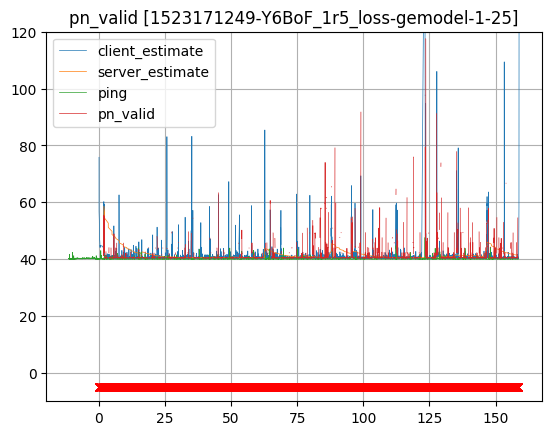 pn_valid [1523171249-Y6BoF_1r5_loss-gemodel-1-25]
120
100
80
60
40
20
0
client_estimate
server_estimate
ping
pn_valid
0
25
50
75
100
125
150